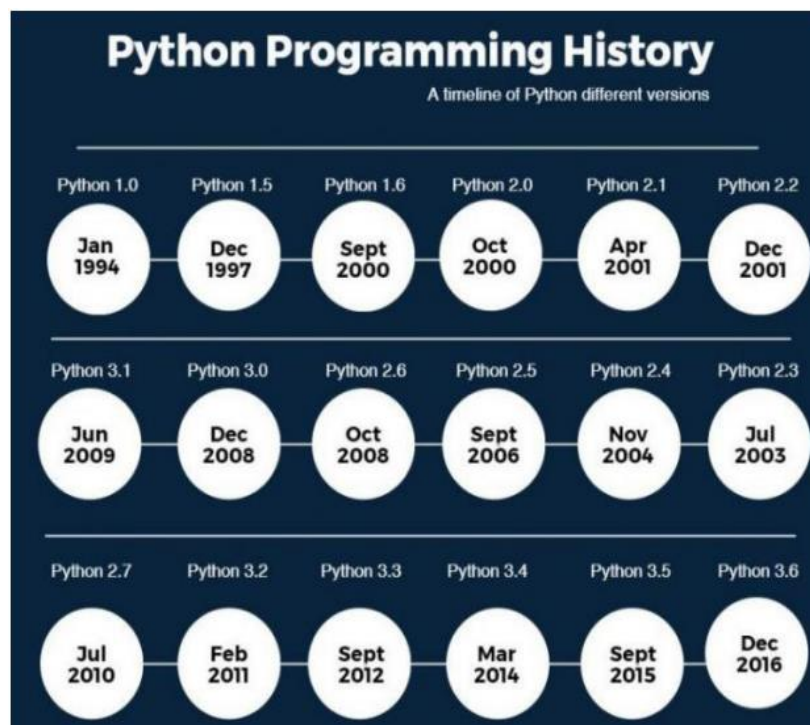 Python Programming History
A timeline of Python different versions
Python 1.0 Python 1.5 Python 1.6 Python 2.0 Python 2.1 Python 2.2
Jan Dec Sept Oct Apr Dec
1994 1997 2000 2000 2001 2001
Python 3.1 Python 3.0 Python 2.6 Python 2.5 Python 2.4 Python 2.3
Jun Dec Oct Sept Nov Jul
2009 2008 2008 2006 2004 2003
Python 2.7 Python 3.2 Python 3.3 Python 3.4 Python 3.5 Python 3.6
Jul Feb Sept Mar Sept Dec
2010 2011 2012 2014 2015 2016